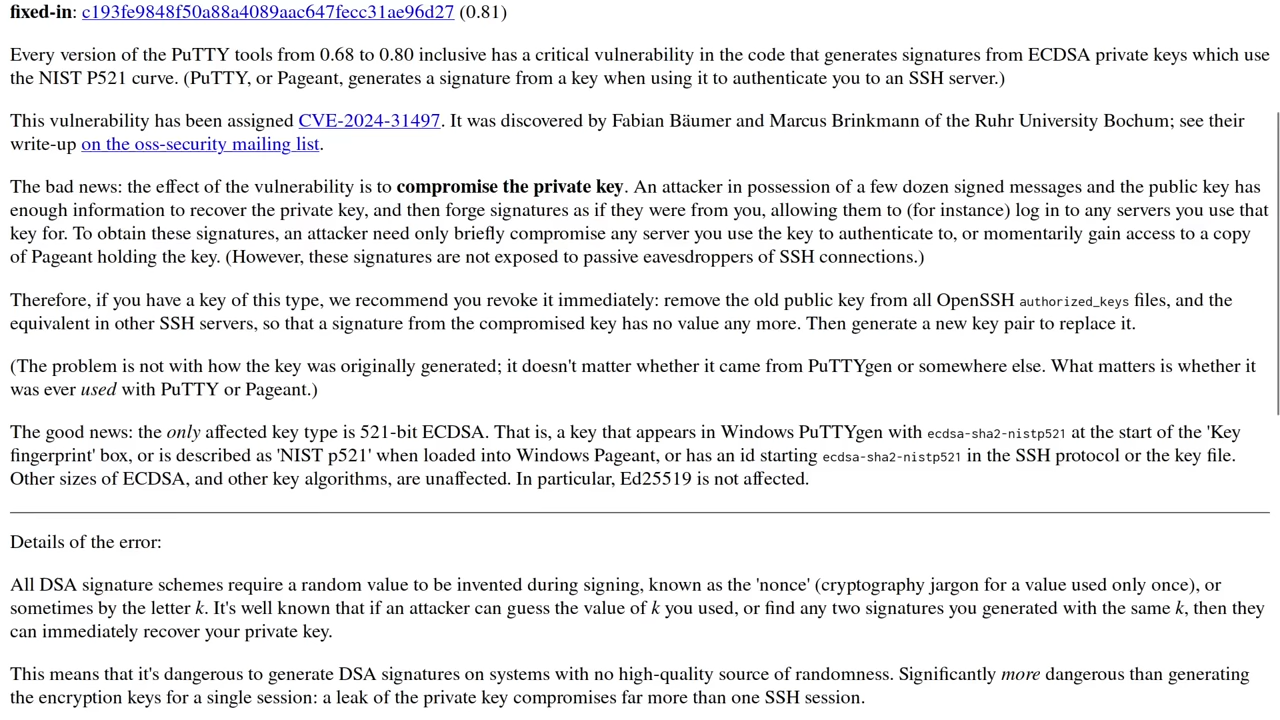 fixed-in: c193fe9848f50a88a4089aac647fecc31ae96d27 (0.81)
Every version of the PuTTY tools from 0.68 to 0.80 inclusive has a critical vulnerability in the code that generates signatures from ECDSA private keys which use
the NIST P521 curve. (PuTTY, or Pageant, generates a signature from a key when using it to authenticate you to an SSH server.)
This vulnerability has been assigned CVE-2024-31497. It was discovered by Fabian Bäumer and Marcus Brinkmann of the Ruhr University Bochum; see their
write-up on the oss-security mailing list.
The bad news: the effect of the vulnerability is to compromise the private key. An attacker in possession of a few dozen signed messages and the public key has
enough information to recover the private key, and then forge signatures as if they were from you, allowing them to (for instance) log in to any servers you use that
key for. To obtain these signatures, an attacker need only briefly compromise any server you use the key to authenticate to, or momentarily gain access to a copy
of Pageant holding the key. (However, these signatures are not exposed to passive eavesdroppers of SSH connections.)
Therefore, if you have a key of this type, we recommend you revoke it immediately: remove the old public key from all OpenSSH authorized_keys files, and the
equivalent in other SSH servers, so that a signature from the compromised key has no value any more. Then generate a new key pair to replace it.
(The problem is not with how the key was originally generated; it doesn't matter whether it came from PuTTYgen or somewhere else. What matters is whether it
was ever used with PuTTY or Pageant.)
The good news: the only affected key type is 521-bit ECDSA. That is, a key that appears in Windows PuTTYgen with ecdsa-sha2-nistp521 at the start of the 'Key
fingerprint' box, or is described as 'NIST p521' when loaded into Windows Pageant, or has an id starting ecdsa-sha2-nistp521 in the SSH protocol or the key file.
Other sizes of ECDSA, and other key algorithms, are unaffected. In particular, Ed25519 is not affected.
Details of the error:
All DSA signature schemes require a random value to be invented during signing, known as the 'nonce' (cryptography jargon for a value used only once), or
sometimes by the letter k. It's well known that if an attacker can guess the value of k you used, or find any two signatures you generated with the same k, then they
can immediately recover your private key.
This means that it's dangerous to generate DSA signatures on systems with no high-quality source of randomness. Significantly more dangerous than generating
the encryption keys for a single session: a leak of the private key compromises far more than one SSH session.